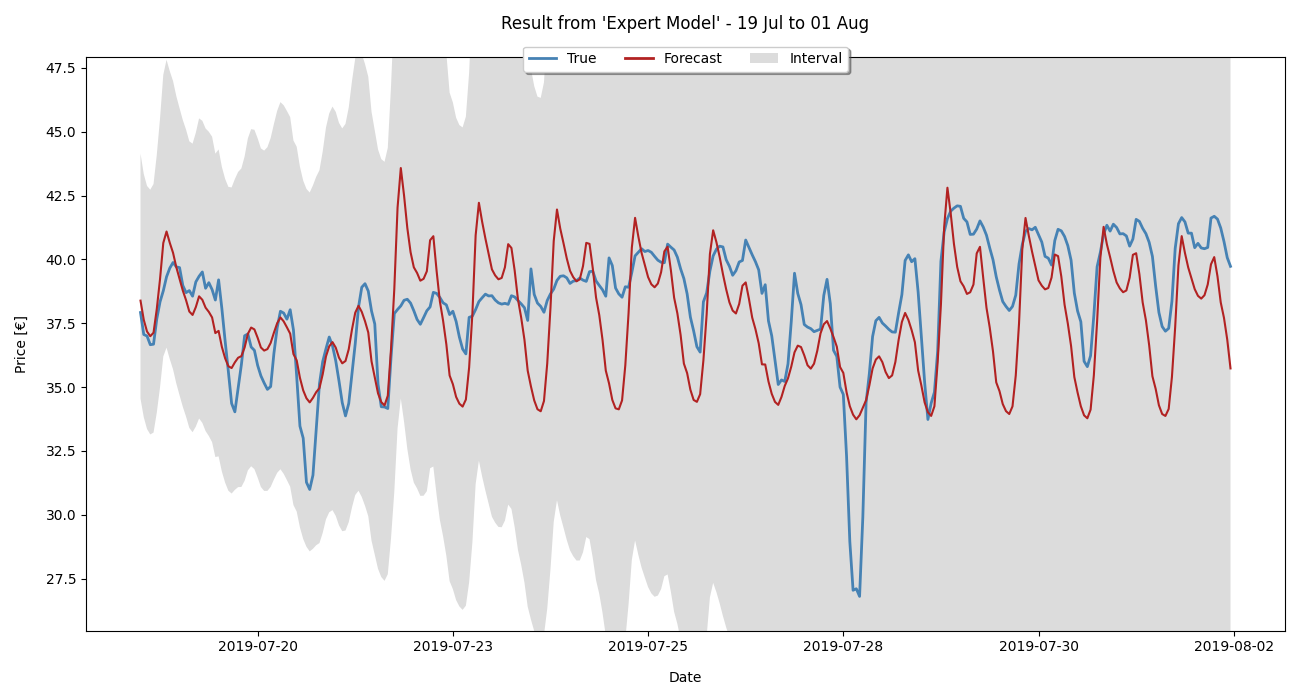 Result from 'Expert Model' - 19 Jul to 01 Aug
True Forecast Interval
47.5
45.0
42.5
40.0
37.5
35.0
32.5
30.0
27.5
Price [€]
2019-07-20 2019-07-23 2019-07-25 2019-07-28 2019-07-30 2019-08-02
Date